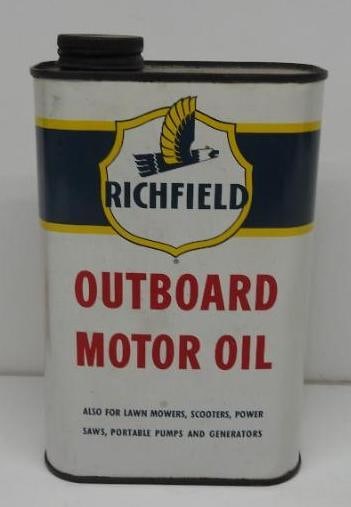 RICHFIELD
®
OUTBOARD
MOTOR OIL
ALSO FOR LAWN MOWERS, SCOOTERS, POWER
SAWS, PORTABLE PUMPS AND GENERATORS